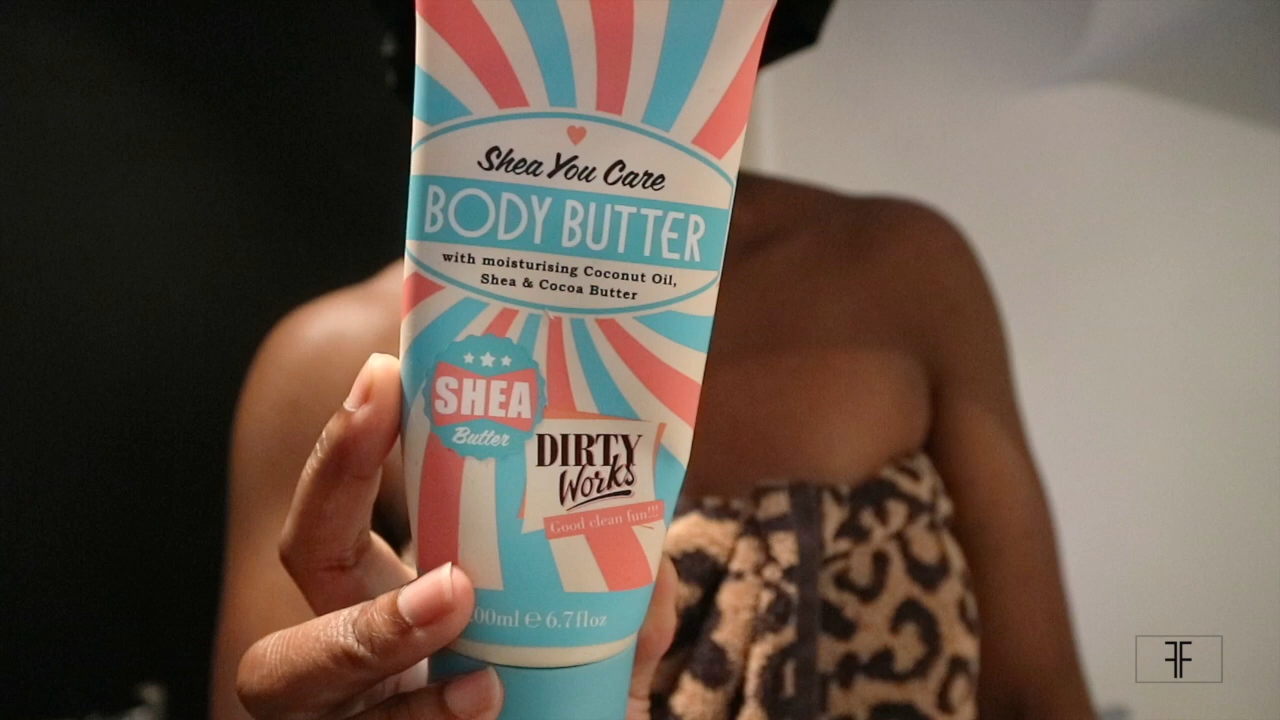 Shea You Care
BODY BUTTER
with moisturising Coconut Oil,
Shea & Cocoa Butter
SHEA
Butter
DIRTY
Works
Good clean fun!!!
00ml ℮ 6.7floz